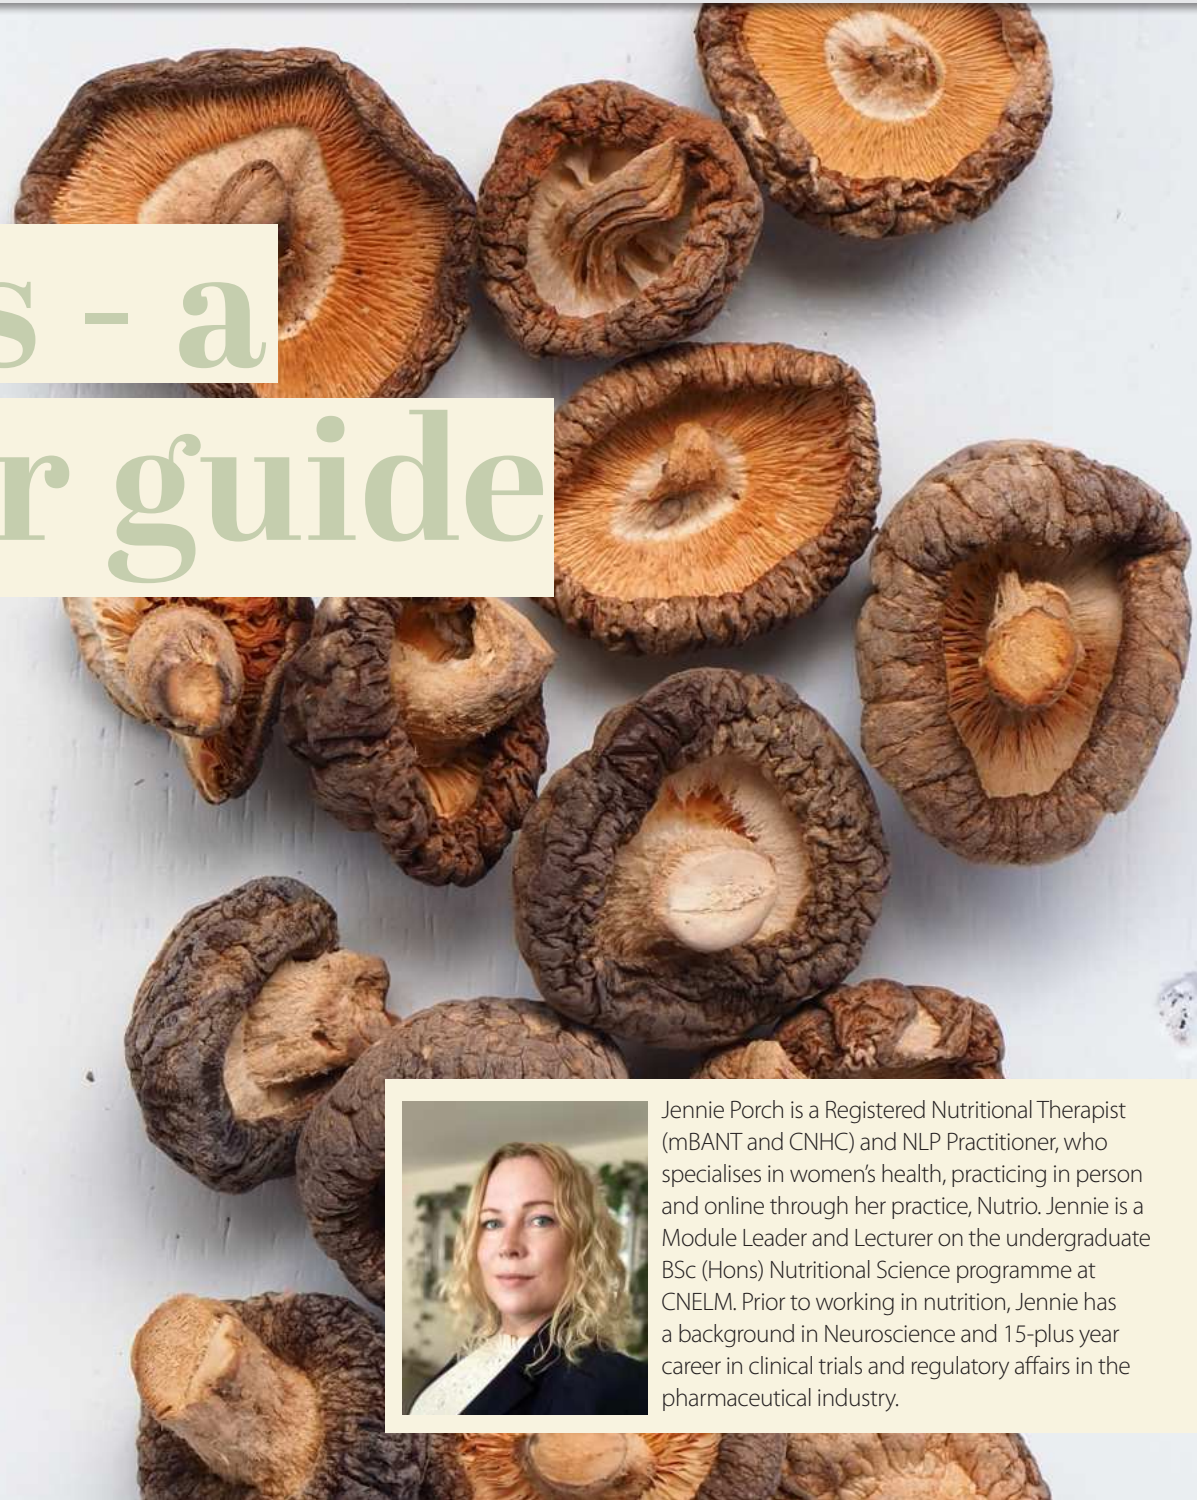 s - a
r guide
Jennie Porch is a Registered Nutritional Therapist
(mBANT and CNHC) and NLP Practitioner, who
specialises in women’s health, practicing in person
and online through her practice, Nutrio. Jennie is a
Module Leader and Lecturer on the undergraduate
BSc (Hons) Nutritional Science programme at
CNELM. Prior to working in nutrition, Jennie has
a background in Neuroscience and 15-plus year
career in clinical trials and regulatory affairs in the
pharmaceutical industry.